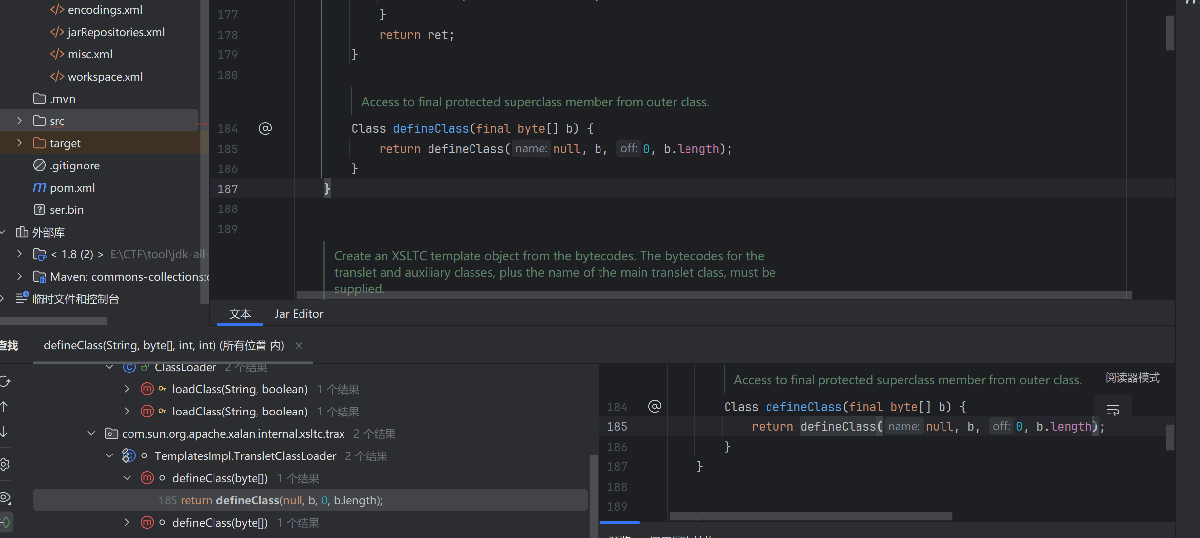 encodings.xml
jarRepositories.xml
misc.xml
workspace.xml
.mvn
src
target
.gitignore
pom.xml
ser.bin
外部库
< 1.8 (2) > E:\CTF\tool\jdk-all-
Maven: commons-collections:c
临时文件和控制台
177 }
178 return ret;
179 }
180
Access to final protected superclass member from outer class.
184 Class defineClass(final byte[] b) {
185 return defineClass( name: null, b, off: 0, b.length);
186 }
187 }
188
189
Create an XSLTC template object from the bytecodes. The bytecodes for the
translet and auxiliary classes, plus the name of the main translet class, must be
supplied.
文本 Jar Editor
查找 defineClass(String, byte[], int, int) (所有位置 内) ×
ClassLoader 2 个结果
loadClass(String, boolean) 1 个结果
loadClass(String, boolean) 1 个结果
com.sun.org.apache.xalan.internal.xsltc.trax 2 个结果
TemplatesImpl.TransletClassLoader 2 个结果
defineClass(byte[]) 1 个结果
185 return defineClass(null, b, 0, b.length);
defineClass(byte[]) 1 个结果
Access to final protected superclass member from outer class.
阅读器模式
184 Class defineClass(final byte[] b) {
185 return defineClass( name: null, b, off: 0, b.length);
186 }
187 }
188
189